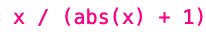 = x / (abs(x) + 1)